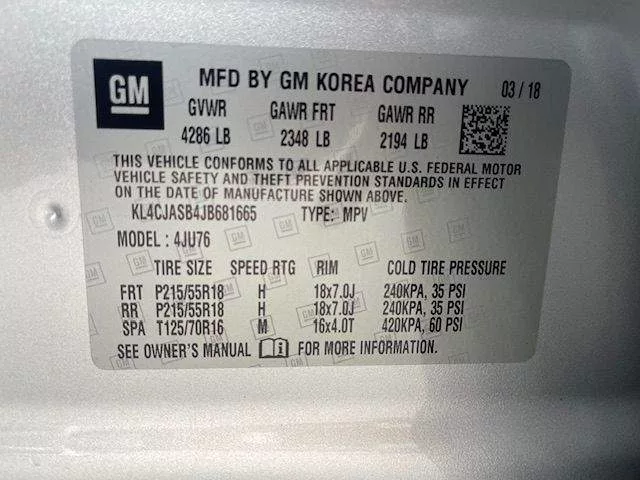 GM MFD BY GM KOREA COMPANY 03 / 18
GVWR GAWR FRT GAWR RR
4286 LB 2348 LB 2194 LB
THIS VEHICLE CONFORMS TO ALL APPLICABLE U.S. FEDERAL MOTOR
VEHICLE SAFETY AND THEFT PREVENTION STANDARDS IN EFFECT
ON THE DATE OF MANUFACTURE SHOWN ABOVE.
KL4CJASB4JB681665 TYPE: MPV
MODEL: 4JU76
TIRE SIZE SPEED RTG RIM COLD TIRE PRESSURE
FRT P215/55R18 H 18x7.0J 240KPA, 35 PSI
RR P215/55R18 H 18x7.0J 240KPA, 35 PSI
SPA T125/70R16 M 16x4.0T 420KPA, 60 PSI
SEE OWNER'S MANUAL FOR MORE INFORMATION.